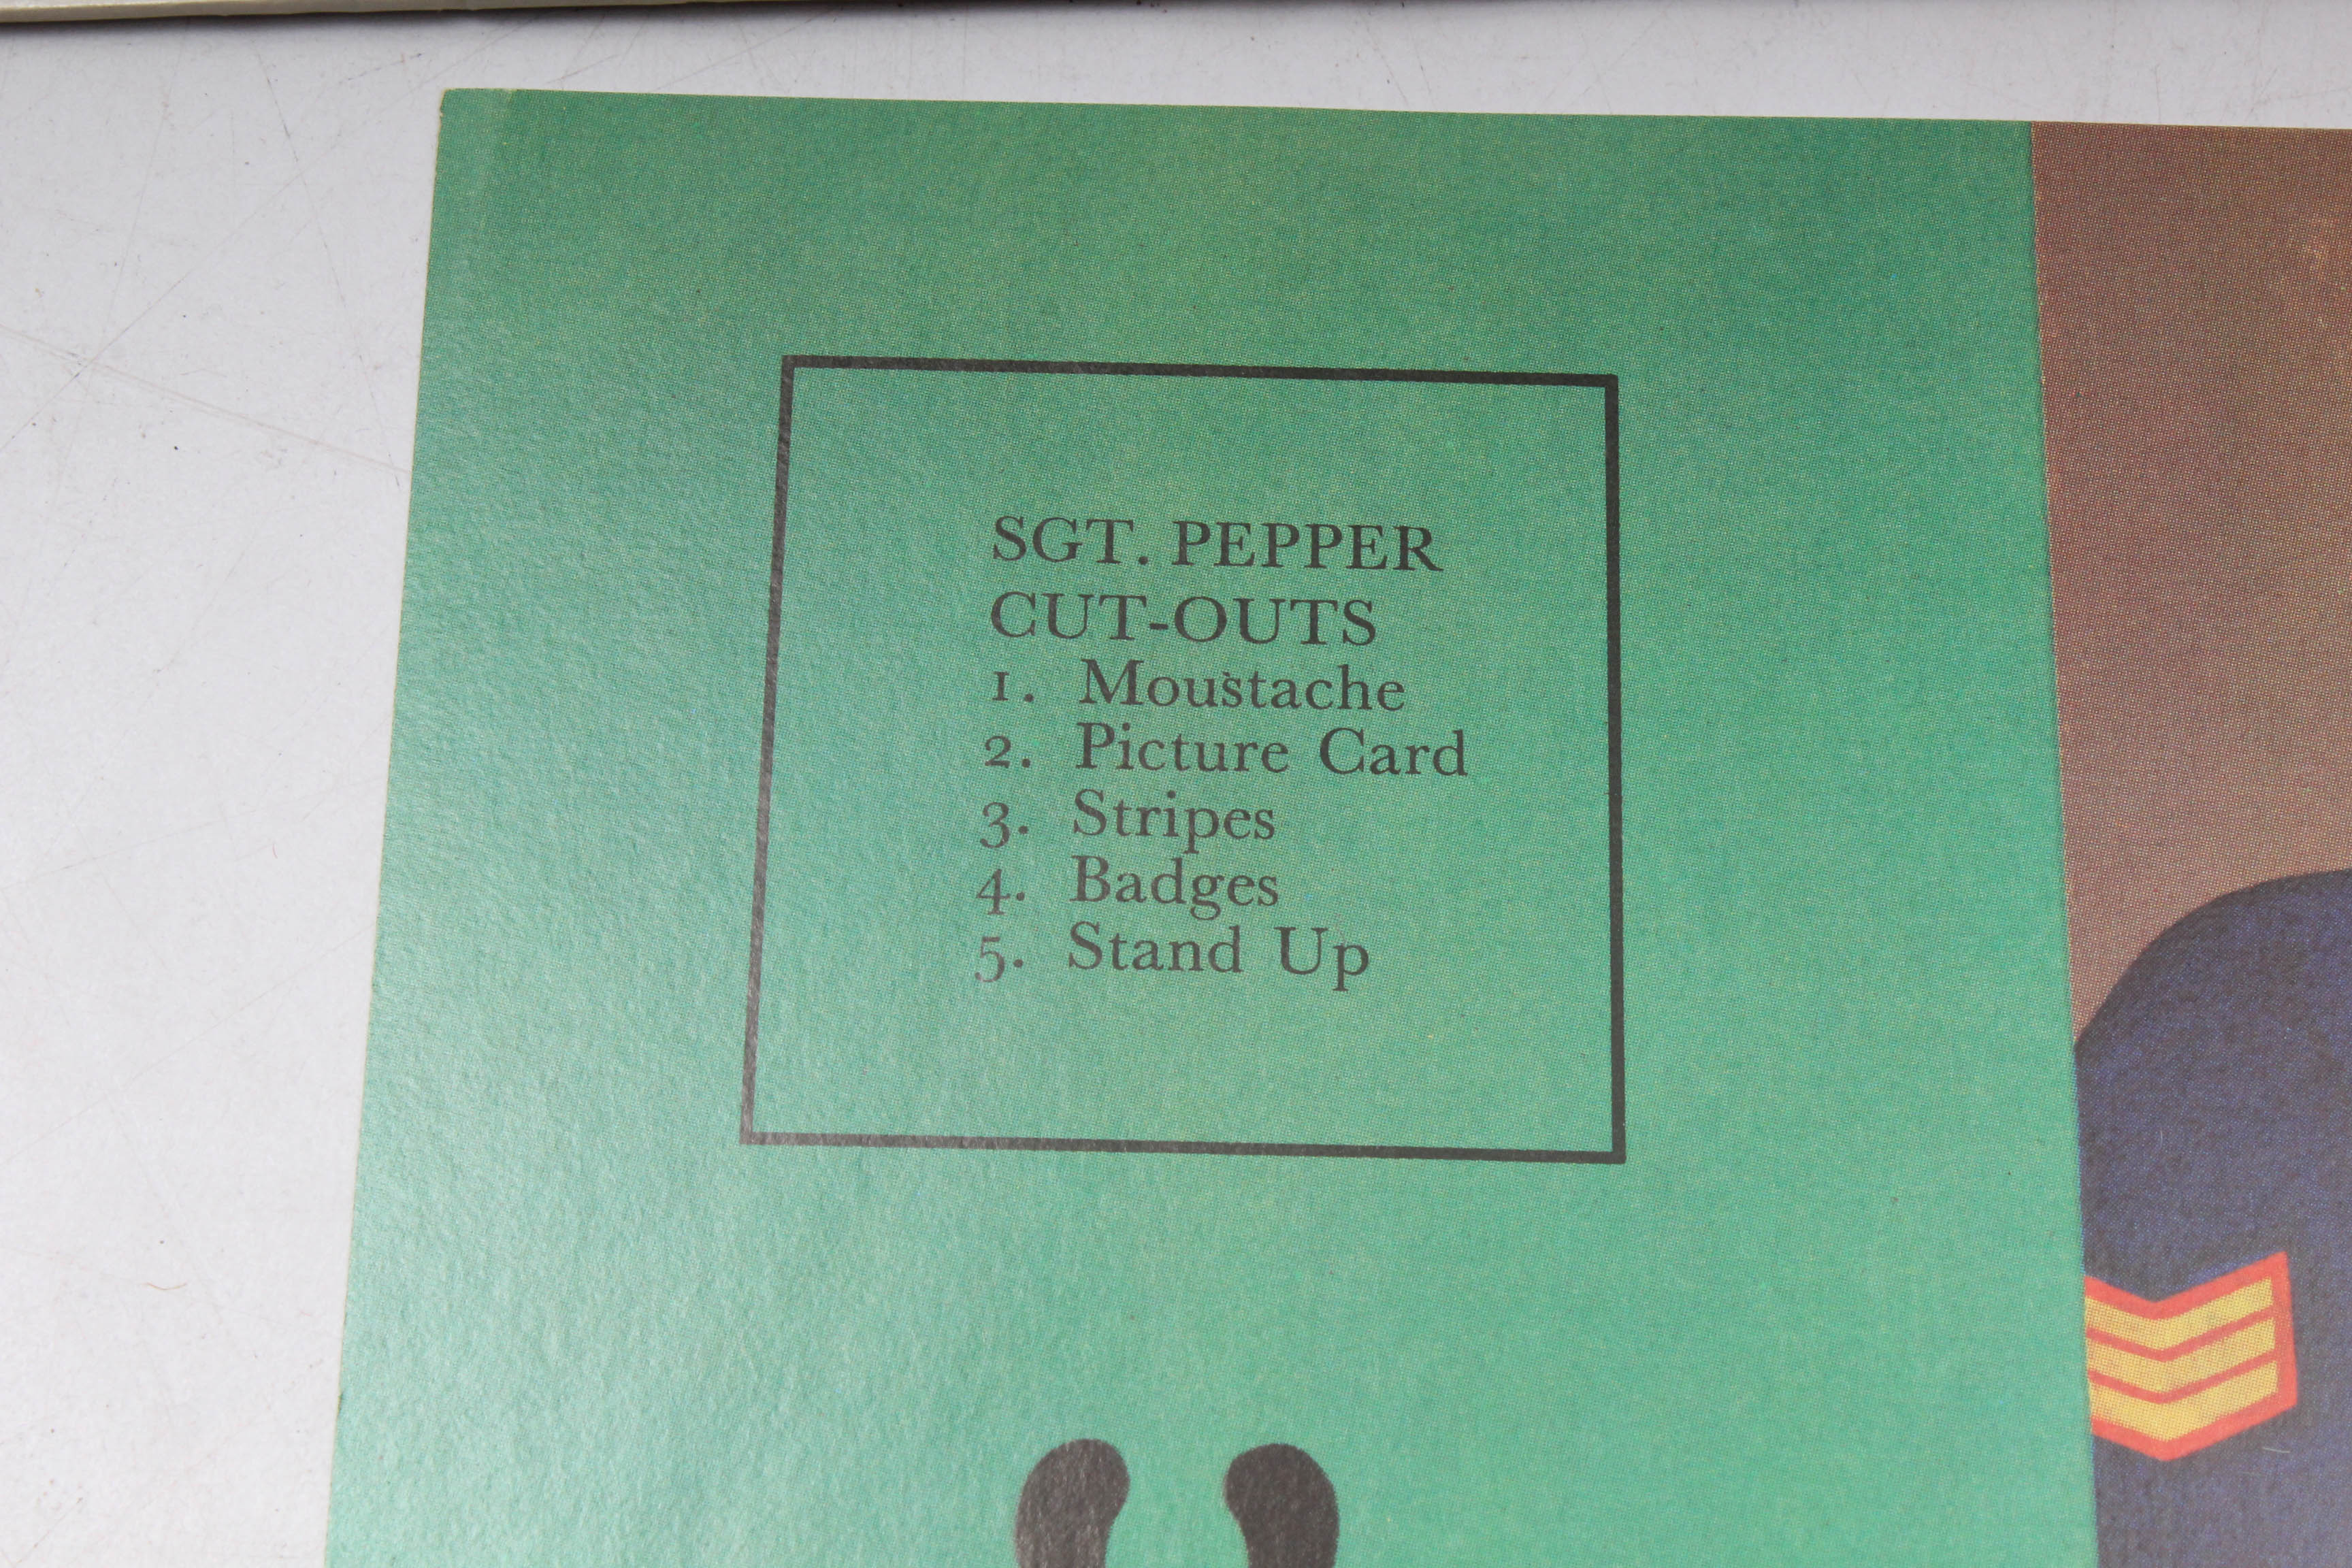 SGT. PEPPER
CUT-OUTS
1. Moustache
2. Picture Card
3. Stripes
4. Badges
5. Stand Up